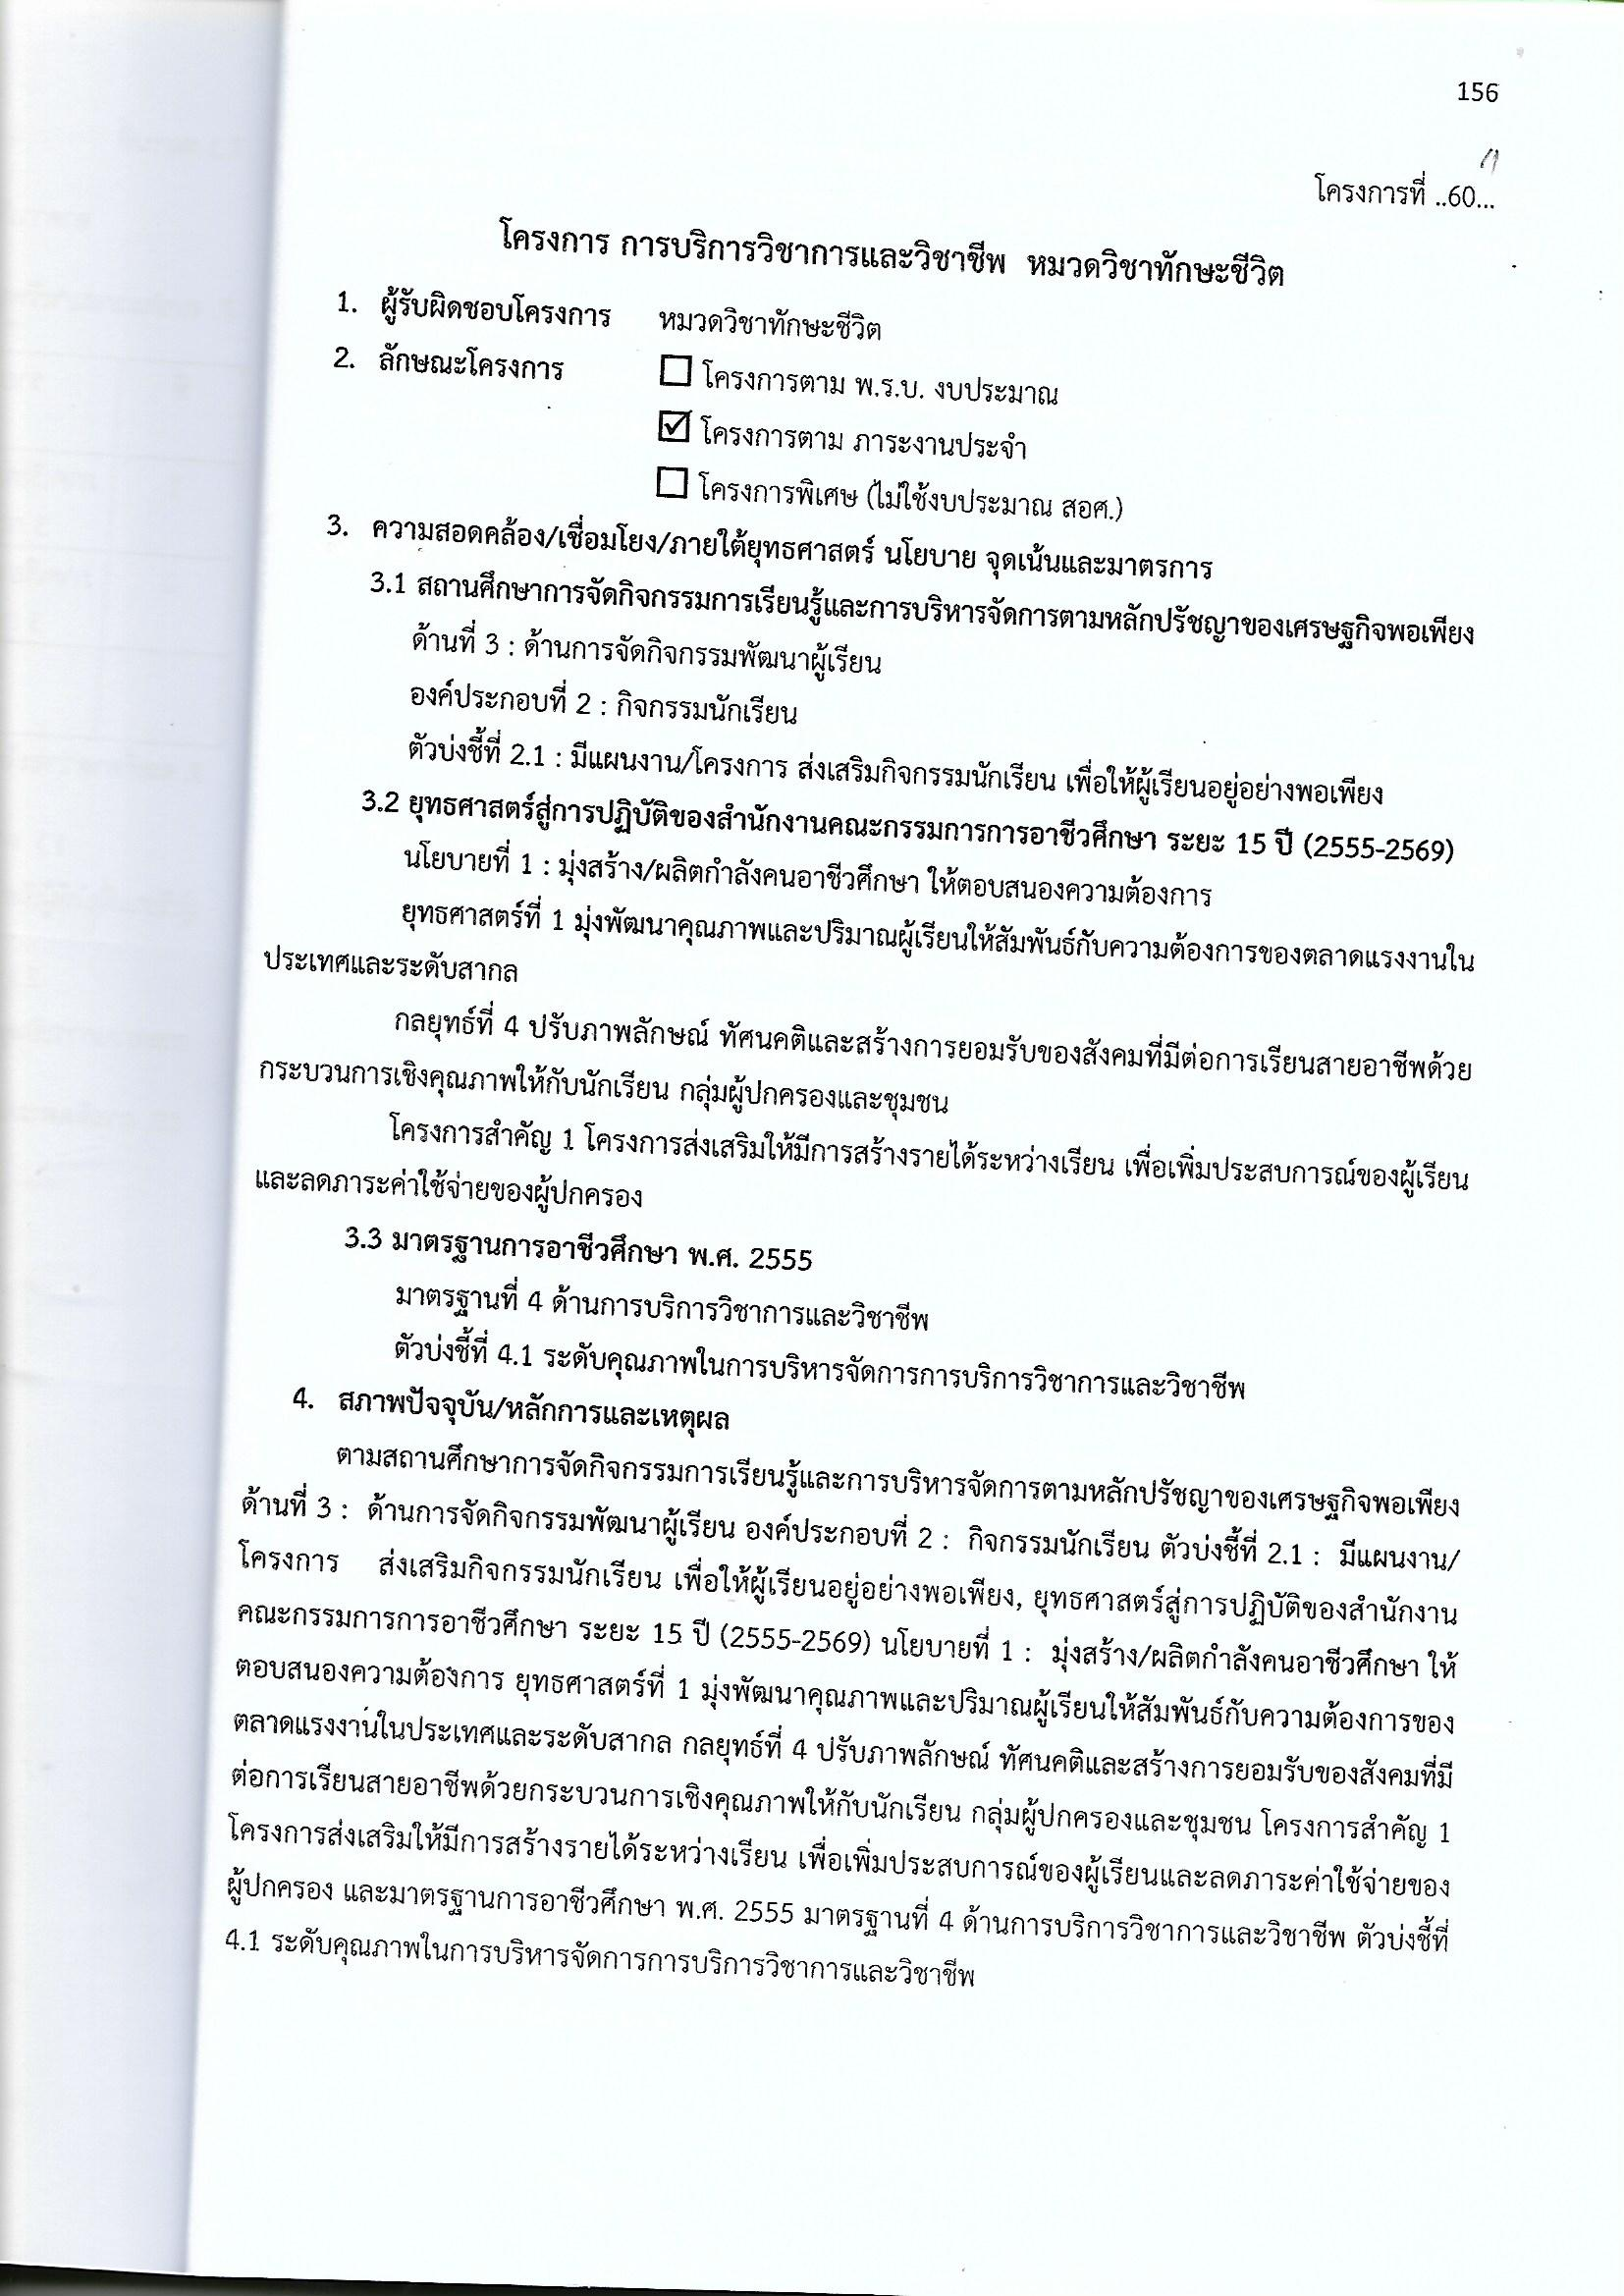 156
โครงการที่ ..60...
โครงการ การบริการวิชาการและวิชาชีพ หมวดวิชาทักษะชีวิต
1. ผู้รับผิดชอบโครงการ หมวดวิชาทักษะชีวิต
2. ลักษณะโครงการ ☐ โครงการตาม พ.ร.บ. งบประมาณ
☑ โครงการตาม ภาระงานประจำ
☐ โครงการพิเศษ (ไม่ใช้งบประมาณ สอศ.)
3. ความสอดคล้อง/เชื่อมโยง/ภายใต้ยุทธศาสตร์ นโยบาย จุดเน้นและมาตรการ
3.1 สถานศึกษาการจัดกิจกรรมการเรียนรู้และการบริหารจัดการตามหลักปรัชญาของเศรษฐกิจพอเพียง
ด้านที่ 3 : ด้านการจัดกิจกรรมพัฒนาผู้เรียน
องค์ประกอบที่ 2 : กิจกรรมนักเรียน
ตัวบ่งชี้ที่ 2.1 : มีแผนงาน/โครงการ ส่งเสริมกิจกรรมนักเรียน เพื่อให้ผู้เรียนอยู่อย่างพอเพียง
3.2 ยุทธศาสตร์สู่การปฏิบัติของสำนักงานคณะกรรมการการอาชีวศึกษา ระยะ 15 ปี (2555-2569)
นโยบายที่ 1 : มุ่งสร้าง/ผลิตกำลังคนอาชีวศึกษา ให้ตอบสนองความต้องการ
ยุทธศาสตร์ที่ 1 มุ่งพัฒนาคุณภาพและปริมาณผู้เรียนให้สัมพันธ์กับความต้องการของตลาดแรงงานใน
ประเทศและระดับสากล
กลยุทธ์ที่ 4 ปรับภาพลักษณ์ ทัศนคติและสร้างการยอมรับของสังคมที่มีต่อการเรียนสายอาชีพด้วย
กระบวนการเชิงคุณภาพให้กับนักเรียน กลุ่มผู้ปกครองและชุมชน
โครงการสำคัญ 1 โครงการส่งเสริมให้มีการสร้างรายได้ระหว่างเรียน เพื่อเพิ่มประสบการณ์ของผู้เรียน
และลดภาระค่าใช้จ่ายของผู้ปกครอง
3.3 มาตรฐานการอาชีวศึกษา พ.ศ. 2555
มาตรฐานที่ 4 ด้านการบริการวิชาการและวิชาชีพ
ตัวบ่งชี้ที่ 4.1 ระดับคุณภาพในการบริหารจัดการการบริการวิชาการและวิชาชีพ
4. สภาพปัจจุบัน/หลักการและเหตุผล
ตามสถานศึกษาการจัดกิจกรรมการเรียนรู้และการบริหารจัดการตามหลักปรัชญาของเศรษฐกิจพอเพียง
ด้านที่ 3 : ด้านการจัดกิจกรรมพัฒนาผู้เรียน องค์ประกอบที่ 2 : กิจกรรมนักเรียน ตัวบ่งชี้ที่ 2.1 : มีแผนงาน/
โครงการ ส่งเสริมกิจกรรมนักเรียน เพื่อให้ผู้เรียนอยู่อย่างพอเพียง, ยุทธศาสตร์สู่การปฏิบัติของสำนักงาน
คณะกรรมการการอาชีวศึกษา ระยะ 15 ปี (2555-2569) นโยบายที่ 1 : มุ่งสร้าง/ผลิตกำลังคนอาชีวศึกษา ให้
ตอบสนองความต้องการ ยุทธศาสตร์ที่ 1 มุ่งพัฒนาคุณภาพและปริมาณผู้เรียนให้สัมพันธ์กับความต้องการของ
ตลาดแรงงานในประเทศและระดับสากล กลยุทธ์ที่ 4 ปรับภาพลักษณ์ ทัศนคติและสร้างการยอมรับของสังคมที่มี
ต่อการเรียนสายอาชีพด้วยกระบวนการเชิงคุณภาพให้กับนักเรียน กลุ่มผู้ปกครองและชุมชน โครงการสำคัญ 1
โครงการส่งเสริมให้มีการสร้างรายได้ระหว่างเรียน เพื่อเพิ่มประสบการณ์ของผู้เรียนและลดภาระค่าใช้จ่ายของ
ผู้ปกครอง และมาตรฐานการอาชีวศึกษา พ.ศ. 2555 มาตรฐานที่ 4 ด้านการบริการวิชาการและวิชาชีพ ตัวบ่งชี้ที่
4.1 ระดับคุณภาพในการบริหารจัดการการบริการวิชาการและวิชาชีพ